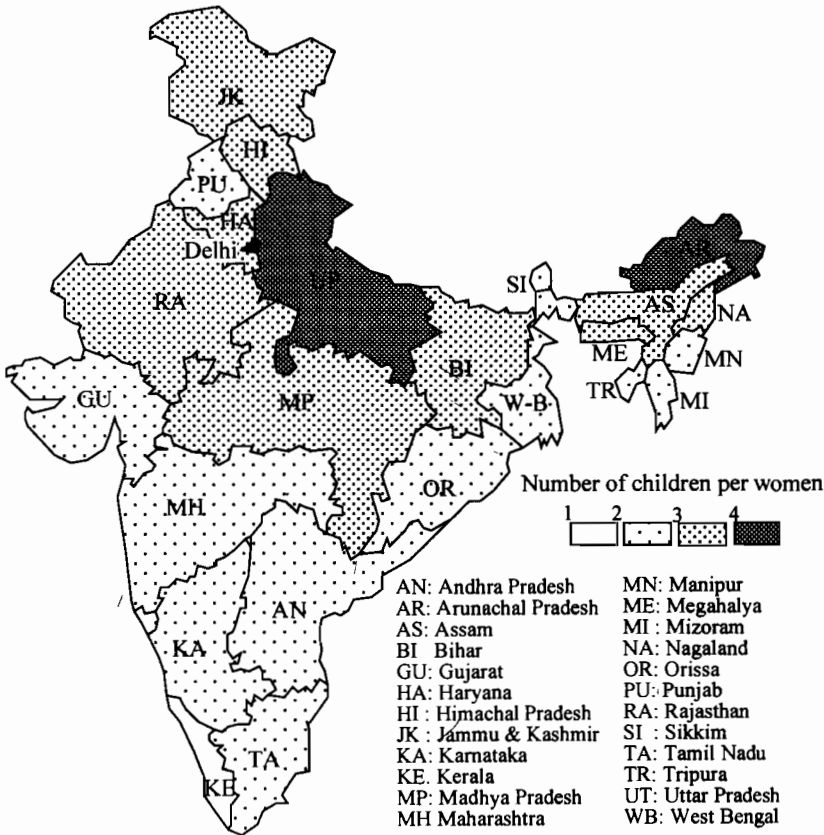 JK
HI
PU
HA
Delhi
UP
RA
AR
SI
AS
NA
ME
MN
BI
GU
MP
W-B
TR
MI
OR
MH
Number of children per women
1 2 3 4
AN
KA
TA
KE
AN: Andhra Pradesh
AR: Arunachal Pradesh
AS: Assam
BI Bihar
GU: Gujarat
HA: Haryana
HI : Himachal Pradesh
JK : Jammu & Kashmir
KA: Karnataka
KE. Kerala
MP: Madhya Pradesh
MH Maharashtra
MN: Manipur
ME: Megahalya
MI : Mizoram
NA: Nagaland
OR: Orissa
PU: Punjab
RA: Rajasthan
SI : Sikkim
TA: Tamil Nadu
TR: Tripura
UT: Uttar Pradesh
WB: West Bengal